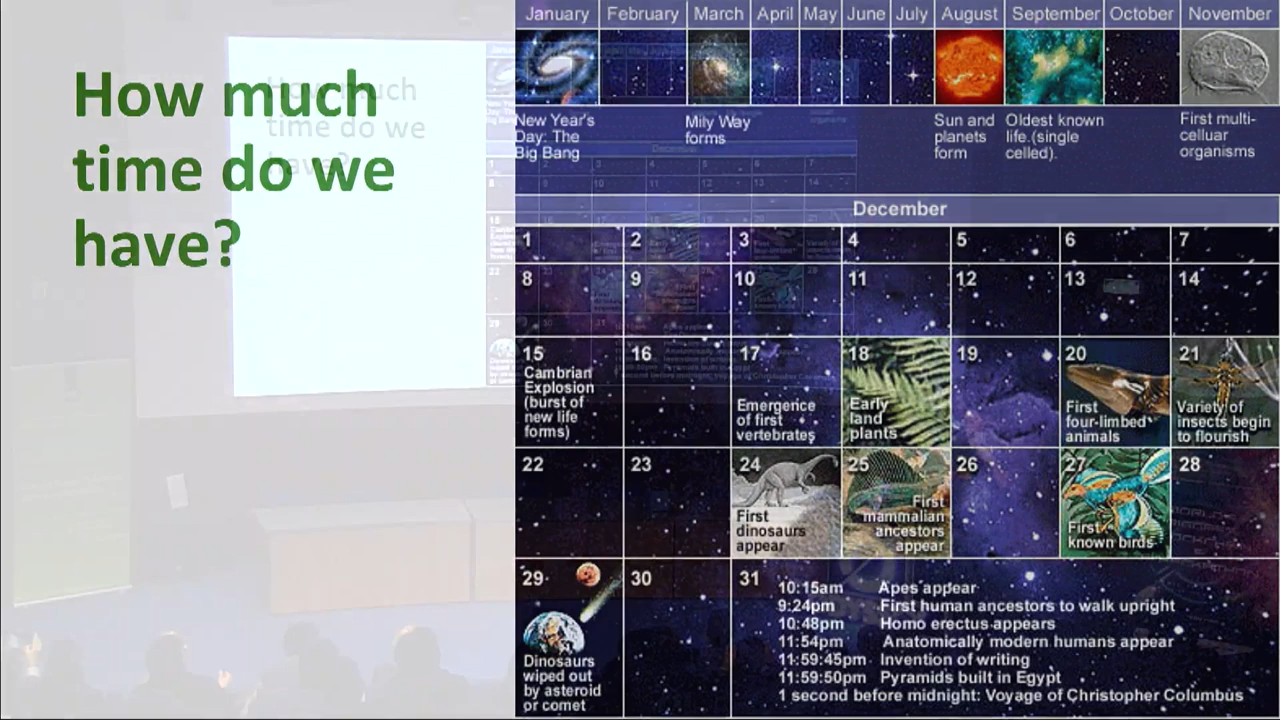 How much
time do we
have?
January February March April May June July August September October November
New Year's
Day: The
Big Bang
Mily Way
forms
Sun and
planets
form
Oldest known
life.(single
celled).
First multi-
celluar
organisms
December
1 2 3 4 5 6 7
8 9 10 11 12 13 14
15 16 17 18 19 20 21
Cambrian
Explosion
(burst of
new life
forms)
Emergence
of first
vertebrates
Early
land
plants
First
four-limbed
animals
Variety of
insects begin
to flourish
22 23 24 25 26 27 28
First
dinosaurs
appear
First
mammalian
ancestors
appear
First
known birds
29 30 31
Dinosaurs
wiped out
by asteroid
or comet
10:15am Apes appear
9:24pm First human ancestors to walk upright
10:48pm Homo erectus appears
11:54pm Anatomically modern humans appear
11:59:45pm Invention of writing
11:59:50pm Pyramids built in Egypt
1 second before midnight: Voyage of Christopher Columbus
How much
time do we
have?